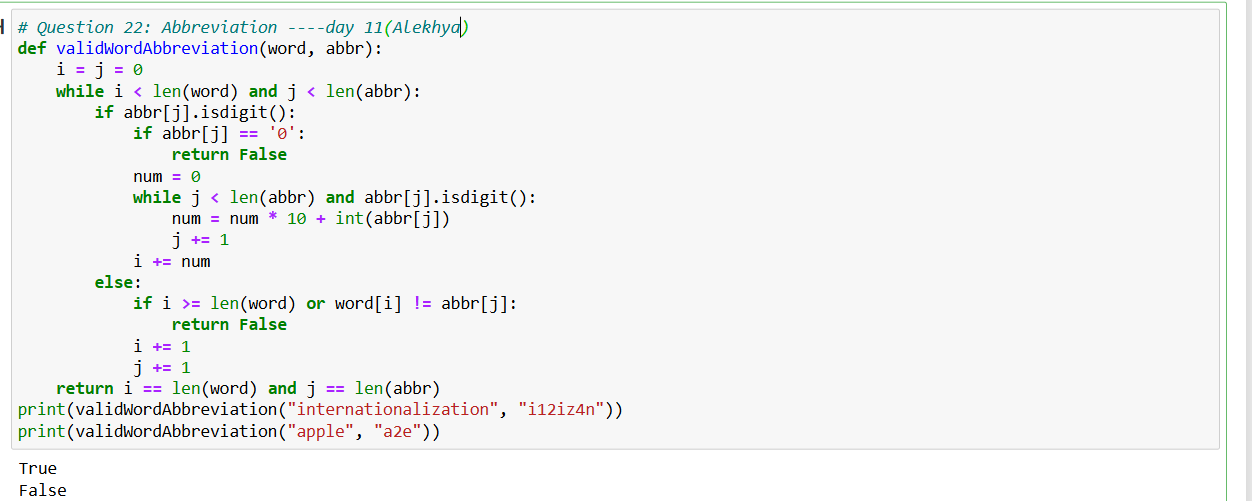 # Question 22: Abbreviation ----day 11(Alekhya)
def validWordAbbreviation(word, abbr):
    i = j = 0
    while i < len(word) and j < len(abbr):
        if abbr[j].isdigit():
            if abbr[j] == '0':
                return False
            num = 0
            while j < len(abbr) and abbr[j].isdigit():
                num = num * 10 + int(abbr[j])
                j += 1
            i += num
        else:
            if i >= len(word) or word[i] != abbr[j]:
                return False
            i += 1
            j += 1
    return i == len(word) and j == len(abbr)
print(validWordAbbreviation("internationalization", "i12iz4n"))
print(validWordAbbreviation("apple", "a2e"))
True
False